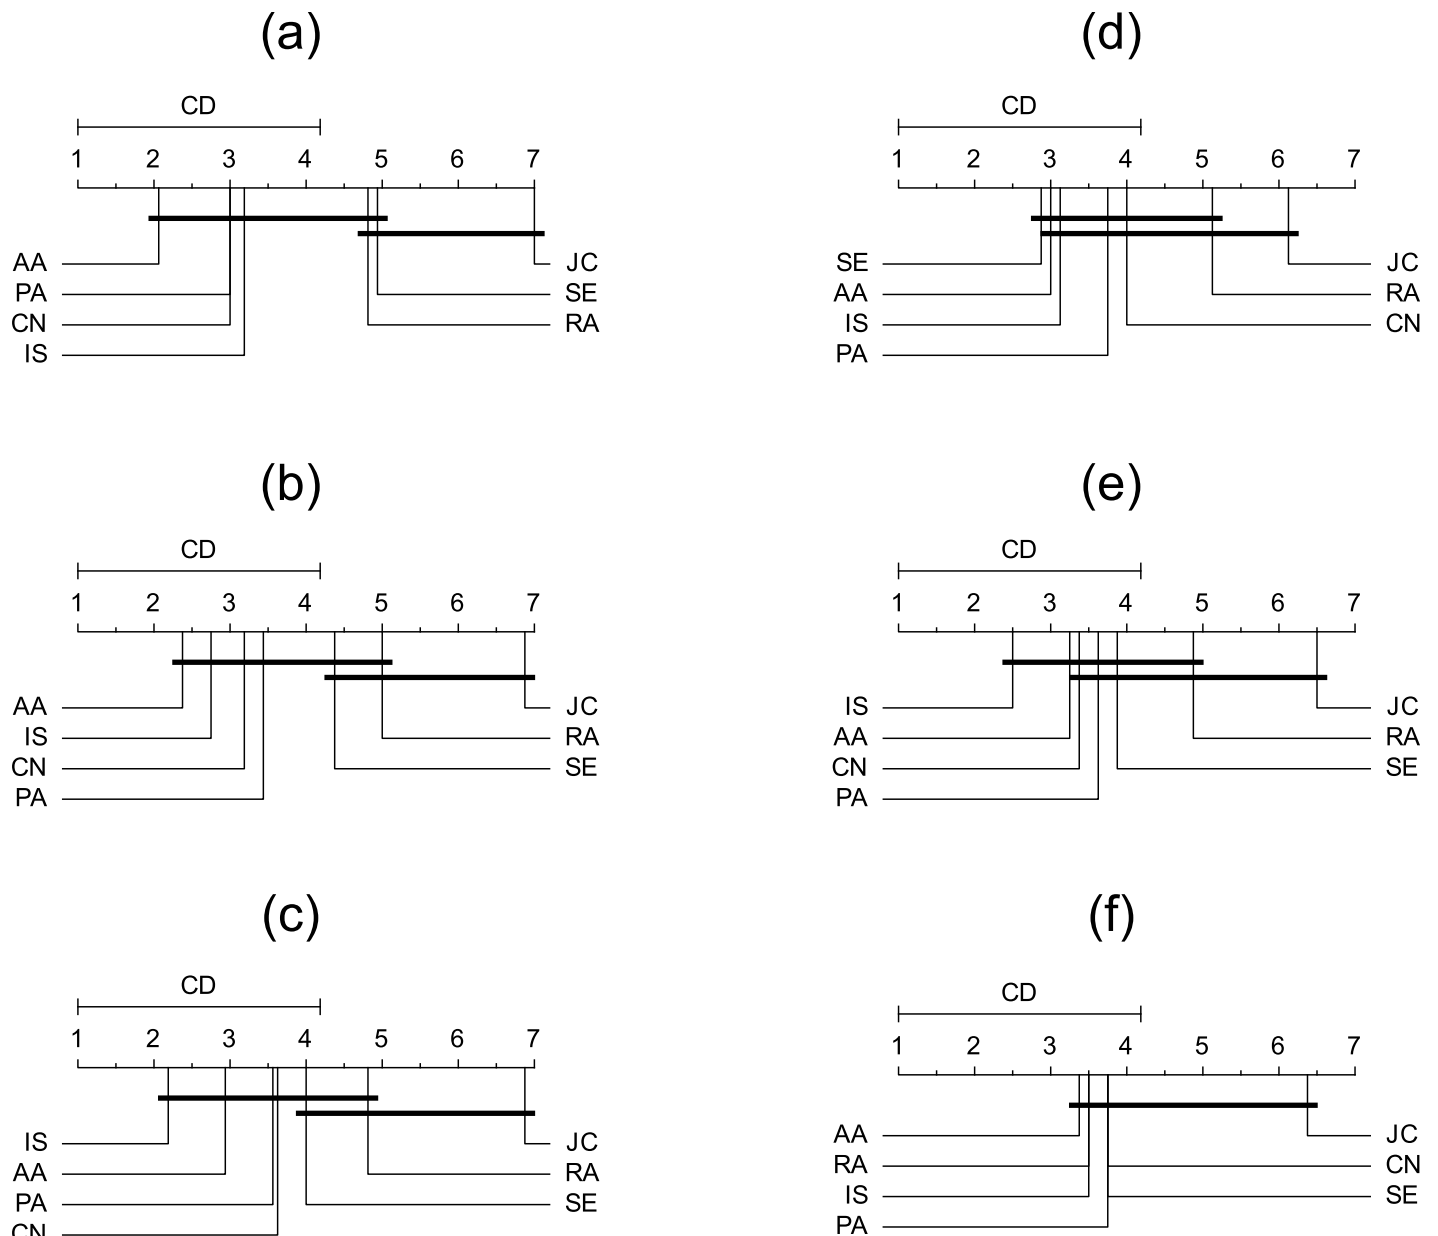 (a)
CD
1 2 3 4 5 6 7
AA JC
PA SE
CN RA
IS
(d)
CD
1 2 3 4 5 6 7
SE JC
AA RA
IS CN
PA
(b)
CD
1 2 3 4 5 6 7
AA JC
IS RA
CN SE
PA
(e)
CD
1 2 3 4 5 6 7
IS JC
AA RA
CN SE
PA
(c)
CD
1 2 3 4 5 6 7
IS JC
AA RA
PA SE
CN
(f)
CD
1 2 3 4 5 6 7
AA JC
RA CN
IS SE
PA